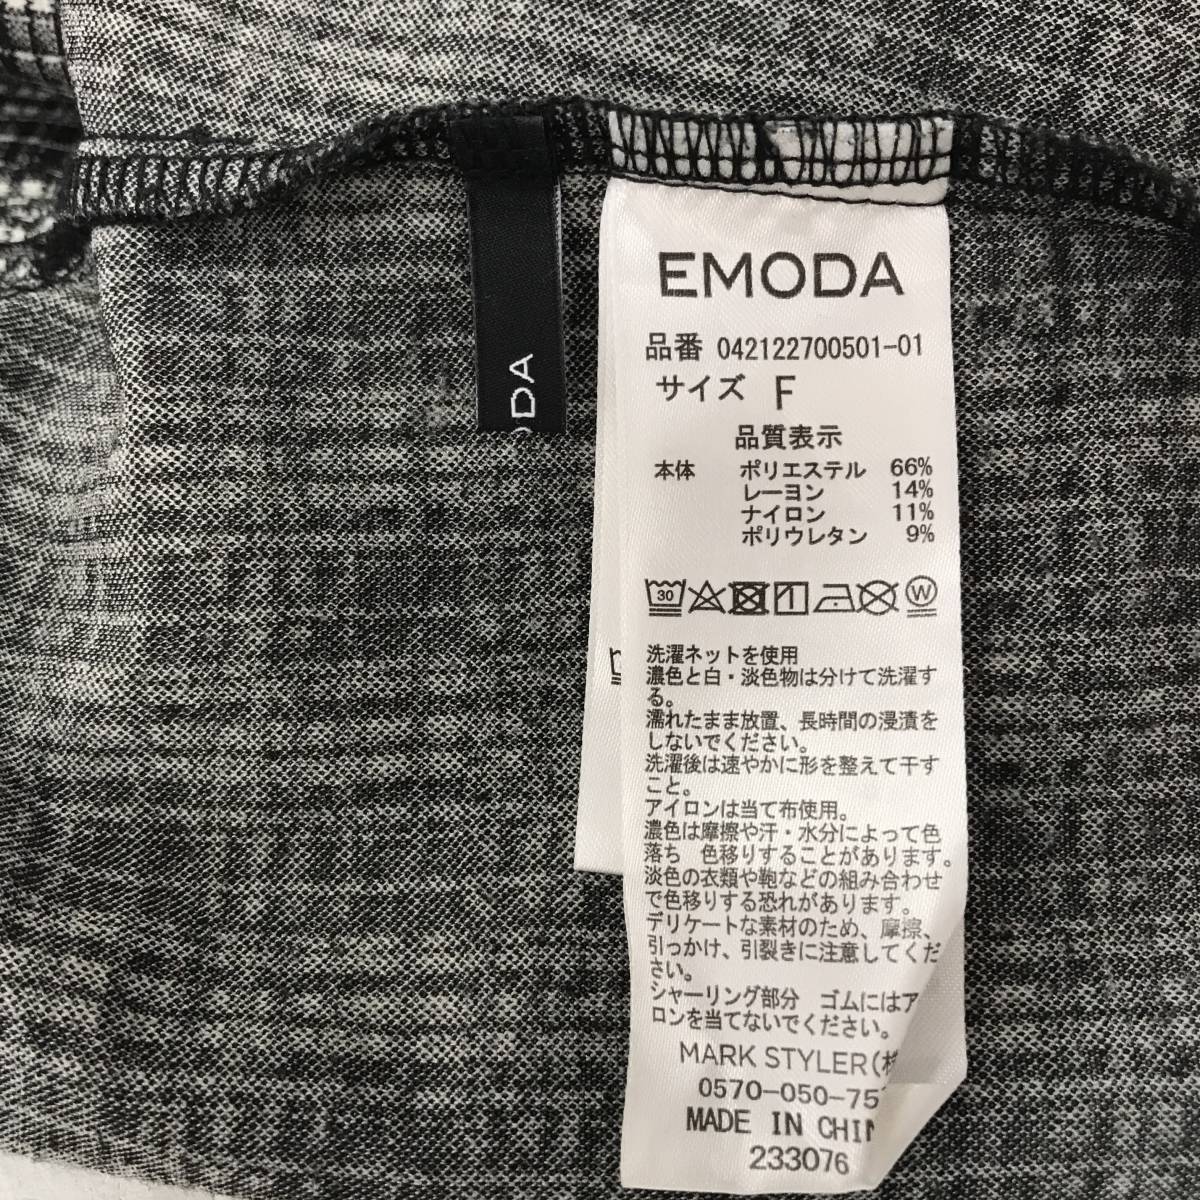 EMODA
品番 042122700501-01
サイズ F
品質表示
本体 ポリエステル 66%
レーヨン 14%
ナイロン 11%
ポリウレタン 9%
30
W
洗濯ネットを使用
濃色と白・淡色物は分けて洗濯す
る。
濡れたまま放置、長時間の浸漬を
しないでください。
洗濯後は速やかに形を整えて干す
こと。
アイロンは当て布使用。
濃色は摩擦や汗・水分によって色
落ち 色移りすることがあります。
淡色の衣類や鞄などの組み合わせ
で色移りする恐れがあります。
デリケートな素材のため、摩擦、
引っかけ、引裂きに注意してくだ
さい。
シャーリング部分 ゴムにはア
ロンを当てないでください。
MARK STYLER(株
0570-050-75
MADE IN CHIN
233076
ODA